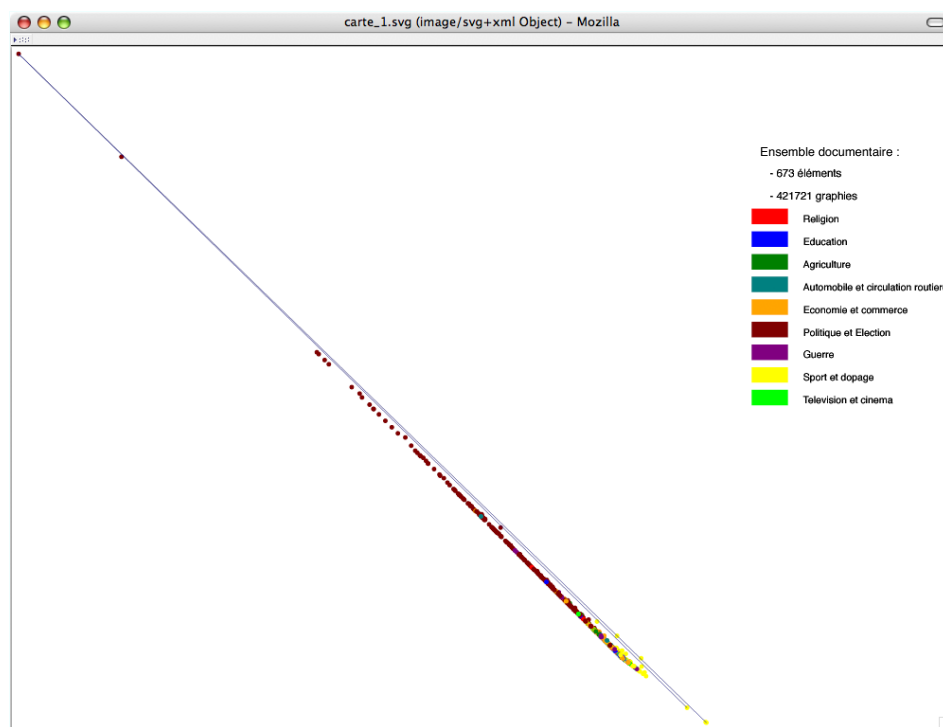 carte_1.svg (image/svg+xml Object) – Mozilla
Ensemble documentaire :
- 673 éléments
- 421721 graphies
Religion
Education
Agriculture
Automobile et circulation routiere
Economie et commerce
Politique et Election
Guerre
Sport et dopage
Television et cinema